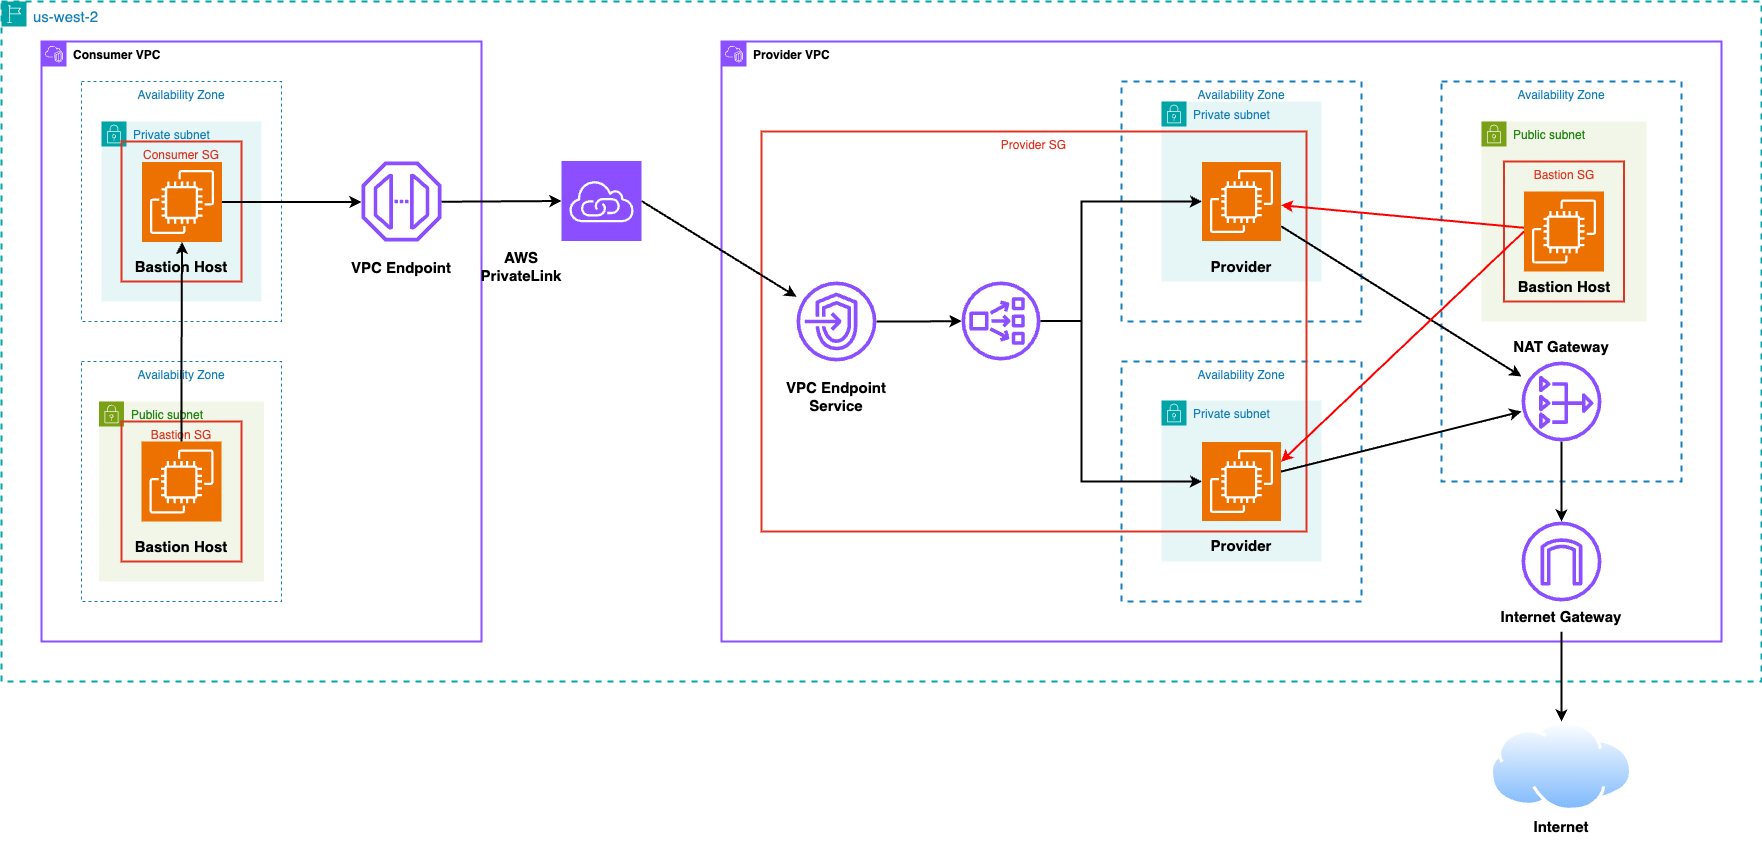 us-west-2
Consumer VPC
Availability Zone
Private subnet
Consumer SG
Bastion Host
VPC Endpoint
AWS
PrivateLink
Availability Zone
Public subnet
Bastion SG
Bastion Host
Provider VPC
Provider SG
VPC Endpoint
Service
Availability Zone
Private subnet
Provider
Availability Zone
Private subnet
Provider
Availability Zone
Public subnet
Bastion SG
Bastion Host
NAT Gateway
Internet Gateway
Internet